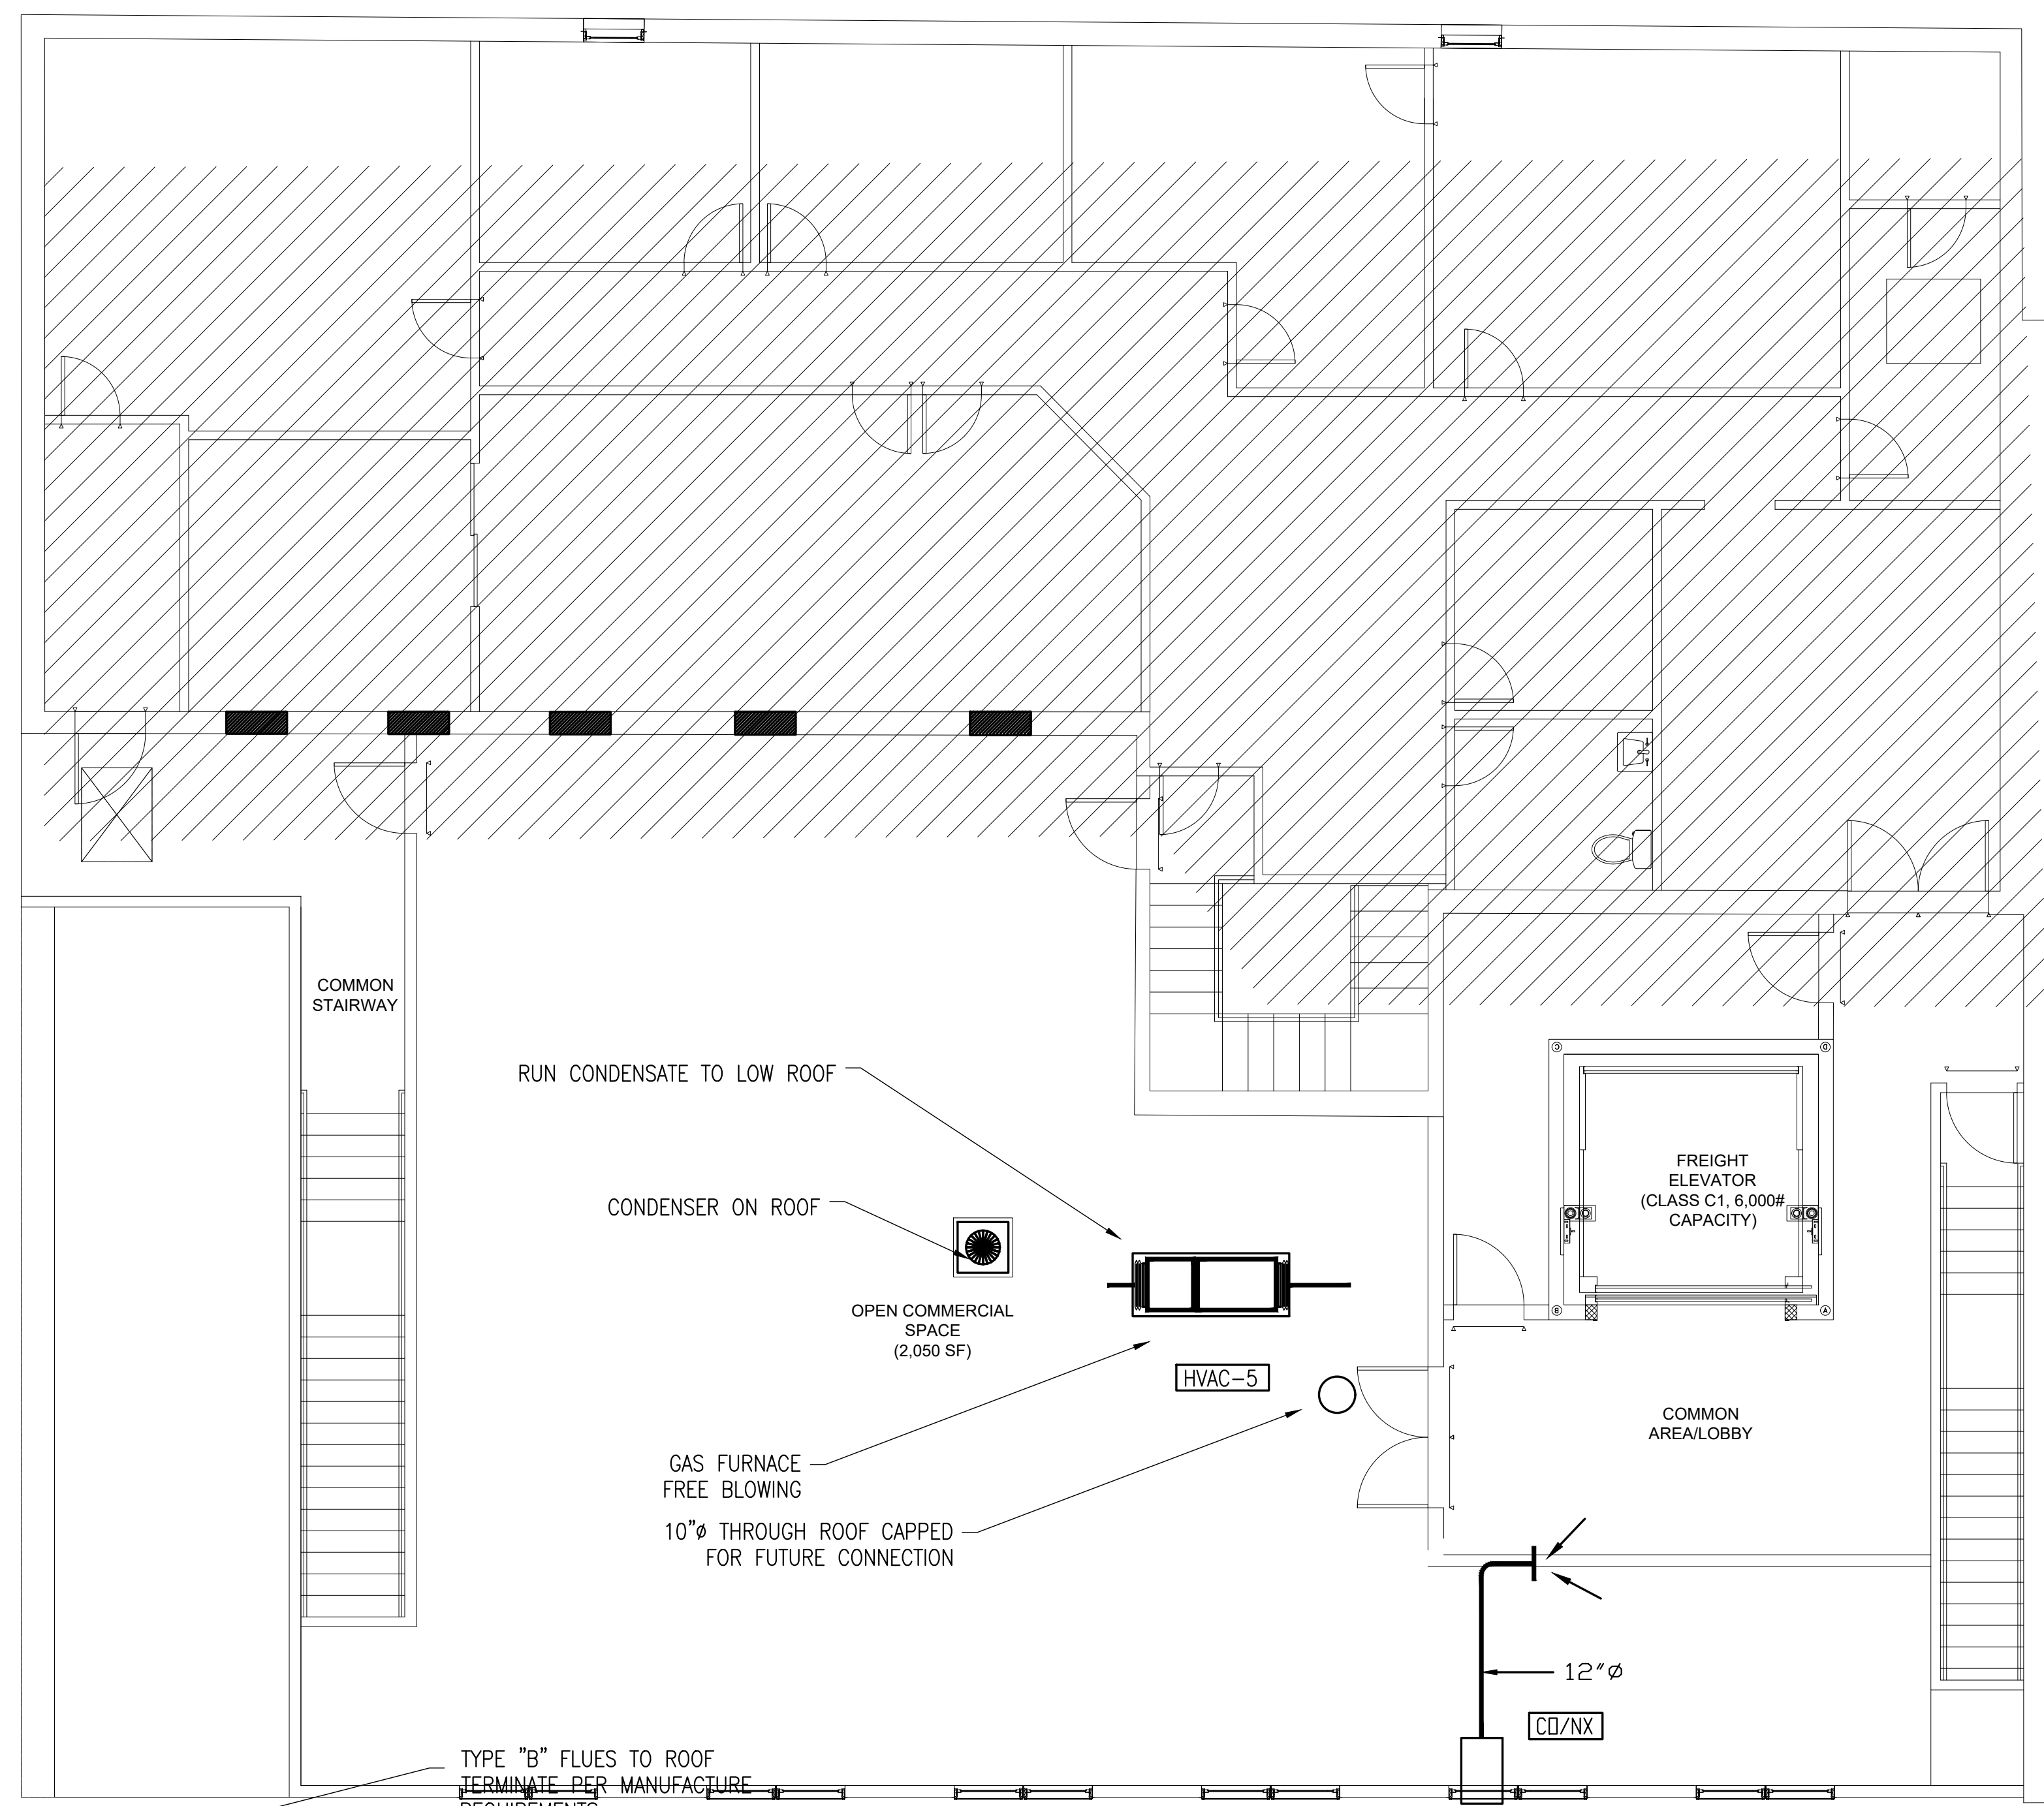 COMMON
STAIRWAY
RUN CONDENSATE TO LOW ROOF
CONDENSER ON ROOF
OPEN COMMERCIAL
SPACE
(2,050 SF)
HVAC-5
GAS FURNACE
FREE BLOWING
10"ø THROUGH ROOF CAPPED
FOR FUTURE CONNECTION
C
D
FREIGHT
ELEVATOR
(CLASS C1, 6,000#
CAPACITY)
B
A
COMMON
AREA/LOBBY
12"ø
CO/NX
TYPE "B" FLUES TO ROOF
TERMINATE PER MANUFACTURE
REQUIREMENTS